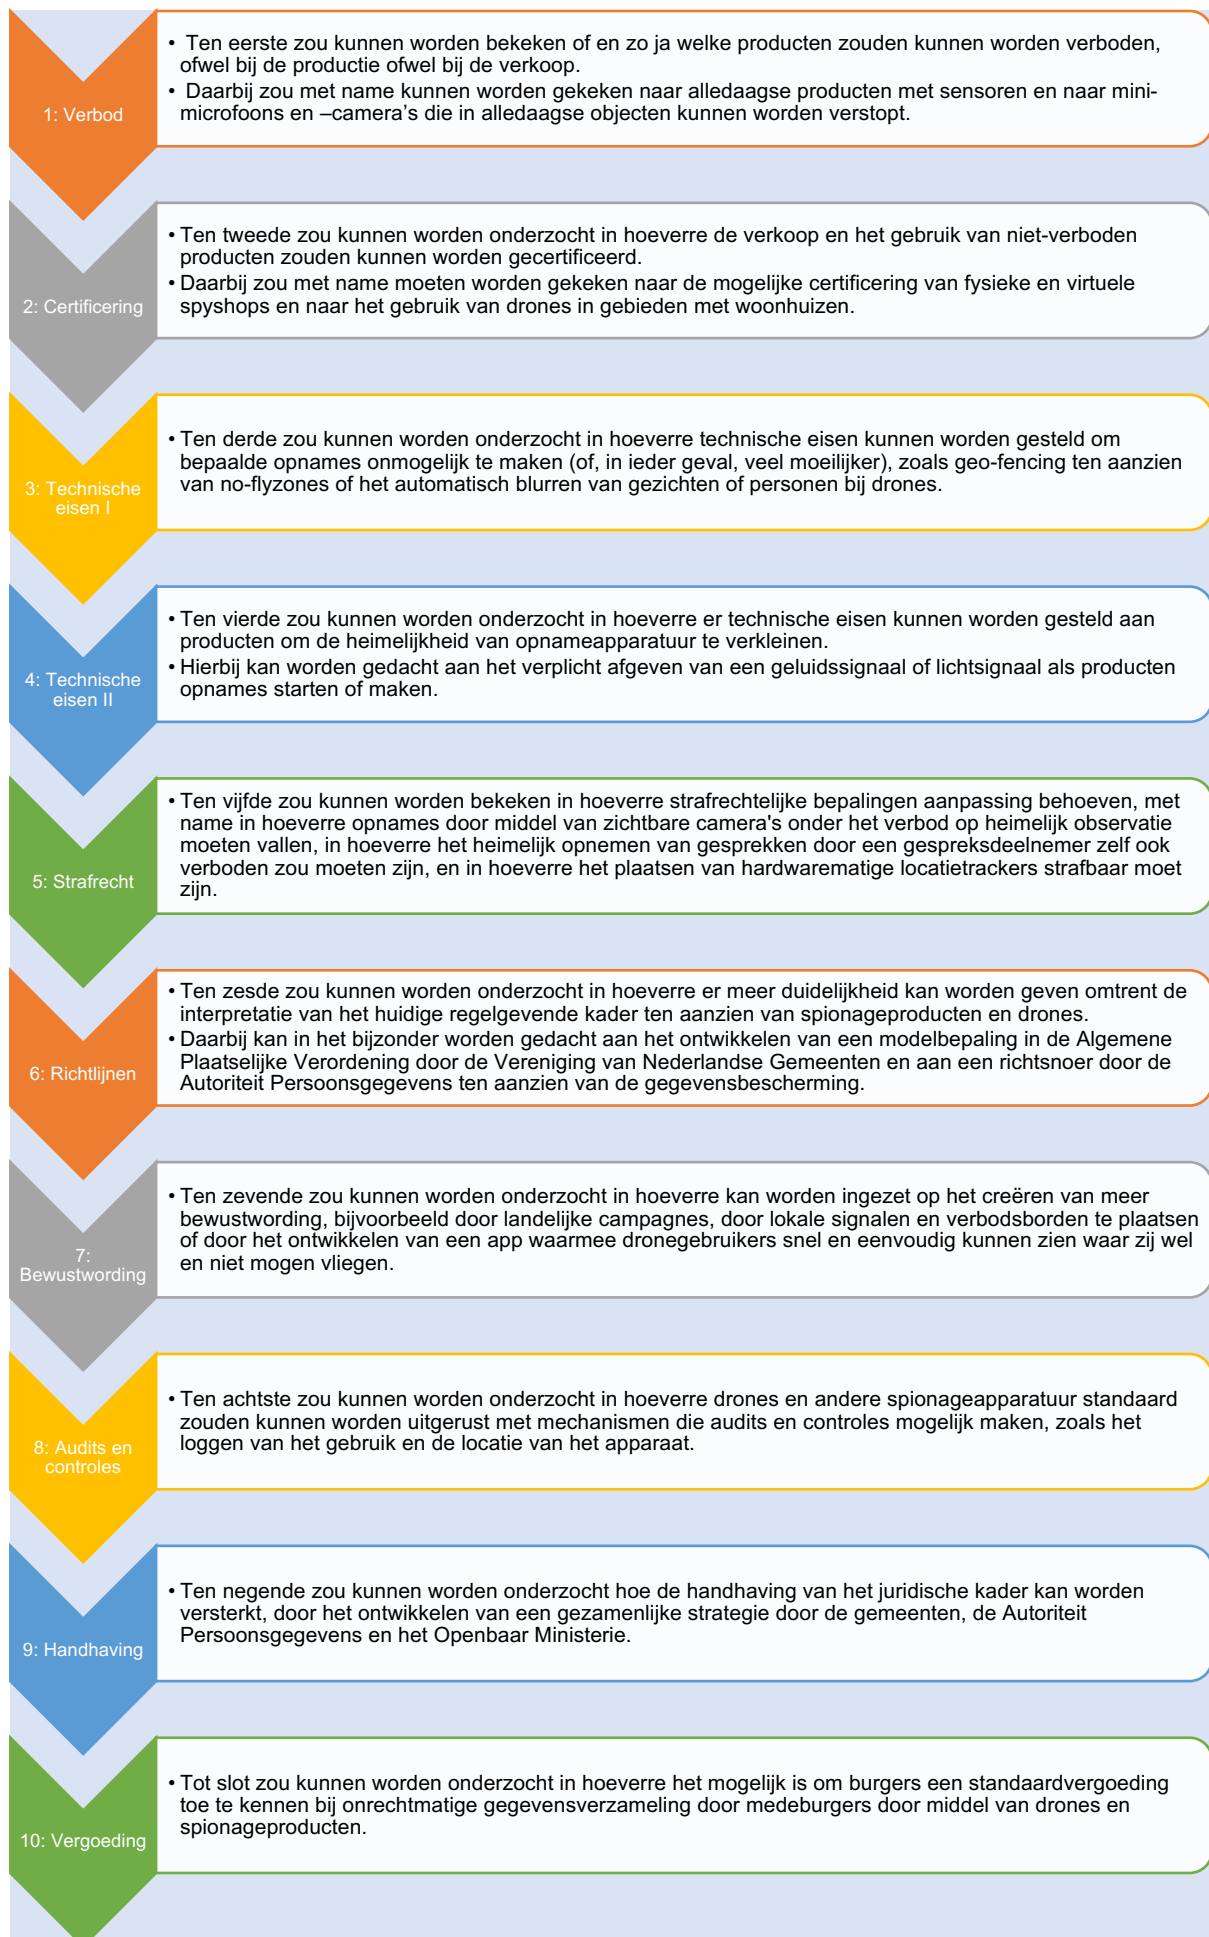 1: Verbod
• Ten eerste zou kunnen worden bekeken of en zo ja welke producten zouden kunnen worden verboden,
ofwel bij de productie ofwel bij de verkoop.
• Daarbij zou met name kunnen worden gekeken naar alledaagse producten met sensoren en naar mini-
microfoons en –camera’s die in alledaagse objecten kunnen worden verstopt.
2: Certificering
• Ten tweede zou kunnen worden onderzocht in hoeverre de verkoop en het gebruik van niet-verboden
producten zouden kunnen worden gecertificeerd.
• Daarbij zou met name moeten worden gekeken naar de mogelijke certificering van fysieke en virtuele
spyshops en naar het gebruik van drones in gebieden met woonhuizen.
3: Technische
eisen I
• Ten derde zou kunnen worden onderzocht in hoeverre technische eisen kunnen worden gesteld om
bepaalde opnames onmogelijk te maken (of, in ieder geval, veel moeilijker), zoals geo-fencing ten aanzien
van no-flyzones of het automatisch blurren van gezichten of personen bij drones.
4: Technische
eisen II
• Ten vierde zou kunnen worden onderzocht in hoeverre er technische eisen kunnen worden gesteld aan
producten om de heimelijkheid van opnameapparatuur te verkleinen.
• Hierbij kan worden gedacht aan het verplicht afgeven van een geluidssignaal of lichtsignaal als producten
opnames starten of maken.
5: Strafrecht
• Ten vijfde zou kunnen worden bekeken in hoeverre strafrechtelijke bepalingen aanpassing behoeven, met
name in hoeverre opnames door middel van zichtbare camera's onder het verbod op heimelijk observatie
moeten vallen, in hoeverre het heimelijk opnemen van gesprekken door een gespreksdeelnemer zelf ook
verboden zou moeten zijn, en in hoeverre het plaatsen van hardwarematige locatietrackers strafbaar moet
zijn.
6: Richtlijnen
• Ten zesde zou kunnen worden onderzocht in hoeverre er meer duidelijkheid kan worden geven omtrent de
interpretatie van het huidige regelgevende kader ten aanzien van spionageproducten en drones.
• Daarbij kan in het bijzonder worden gedacht aan het ontwikkelen van een modelbepaling in de Algemene
Plaatselijke Verordening door de Vereniging van Nederlandse Gemeenten en aan een richtsnoer door de
Autoriteit Persoonsgegevens ten aanzien van de gegevensbescherming.
7:
Bewustwording
• Ten zevende zou kunnen worden onderzocht in hoeverre kan worden ingezet op het creëren van meer
bewustwording, bijvoorbeeld door landelijke campagnes, door lokale signalen en verbodsborden te plaatsen
of door het ontwikkelen van een app waarmee dronegebruikers snel en eenvoudig kunnen zien waar zij wel
en niet mogen vliegen.
8: Audits en
controles
• Ten achtste zou kunnen worden onderzocht in hoeverre drones en andere spionageapparatuur standaard
zouden kunnen worden uitgerust met mechanismen die audits en controles mogelijk maken, zoals het
loggen van het gebruik en de locatie van het apparaat.
9: Handhaving
• Ten negende zou kunnen worden onderzocht hoe de handhaving van het juridische kader kan worden
versterkt, door het ontwikkelen van een gezamenlijke strategie door de gemeenten, de Autoriteit
Persoonsgegevens en het Openbaar Ministerie.
10: Vergoeding
• Tot slot zou kunnen worden onderzocht in hoeverre het mogelijk is om burgers een standaardvergoeding
toe te kennen bij onrechtmatige gegevensverzameling door medeburgers door middel van drones en
spionageproducten.